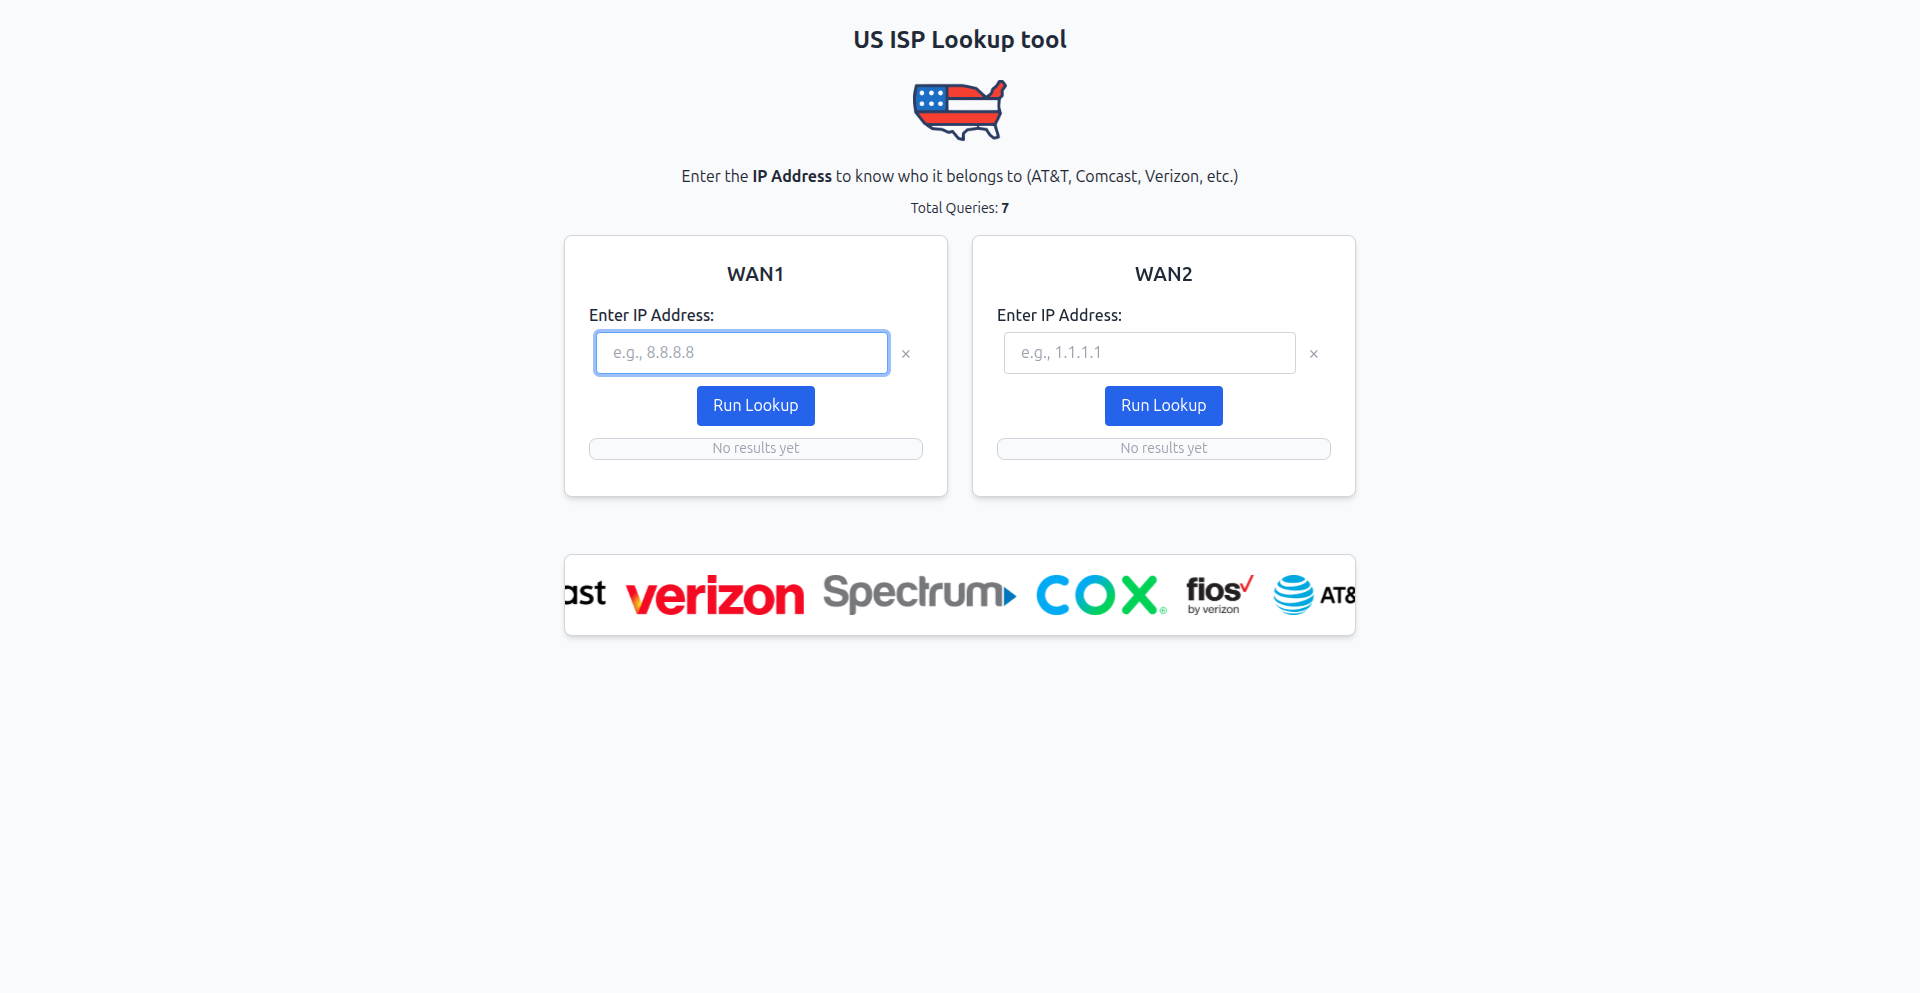 US ISP Lookup tool
Enter the IP Address to know who it belongs to (AT&T, Comcast, Verizon, etc.)
Total Queries: 7
WAN1
Enter IP Address:
e.g., 8.8.8.8
×
Run Lookup
No results yet
WAN2
Enter IP Address:
e.g., 1.1.1.1
×
Run Lookup
No results yet
ast verizon Spectrum COX® fios by verizon AT&